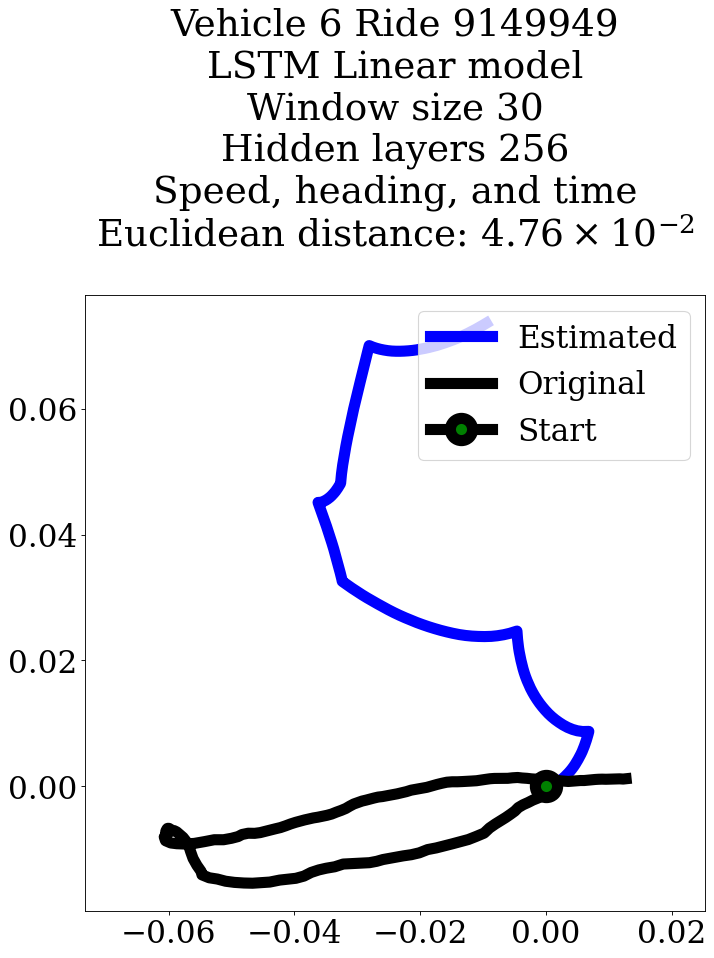 Vehicle 6 Ride 9149949
LSTM Linear model
Window size 30
Hidden layers 256
Speed, heading, and time
Euclidean distance: 4.76 × 10⁻²
Estimated
Original
Start
0.06
0.04
0.02
0.00
−0.06 −0.04 −0.02 0.00 0.02